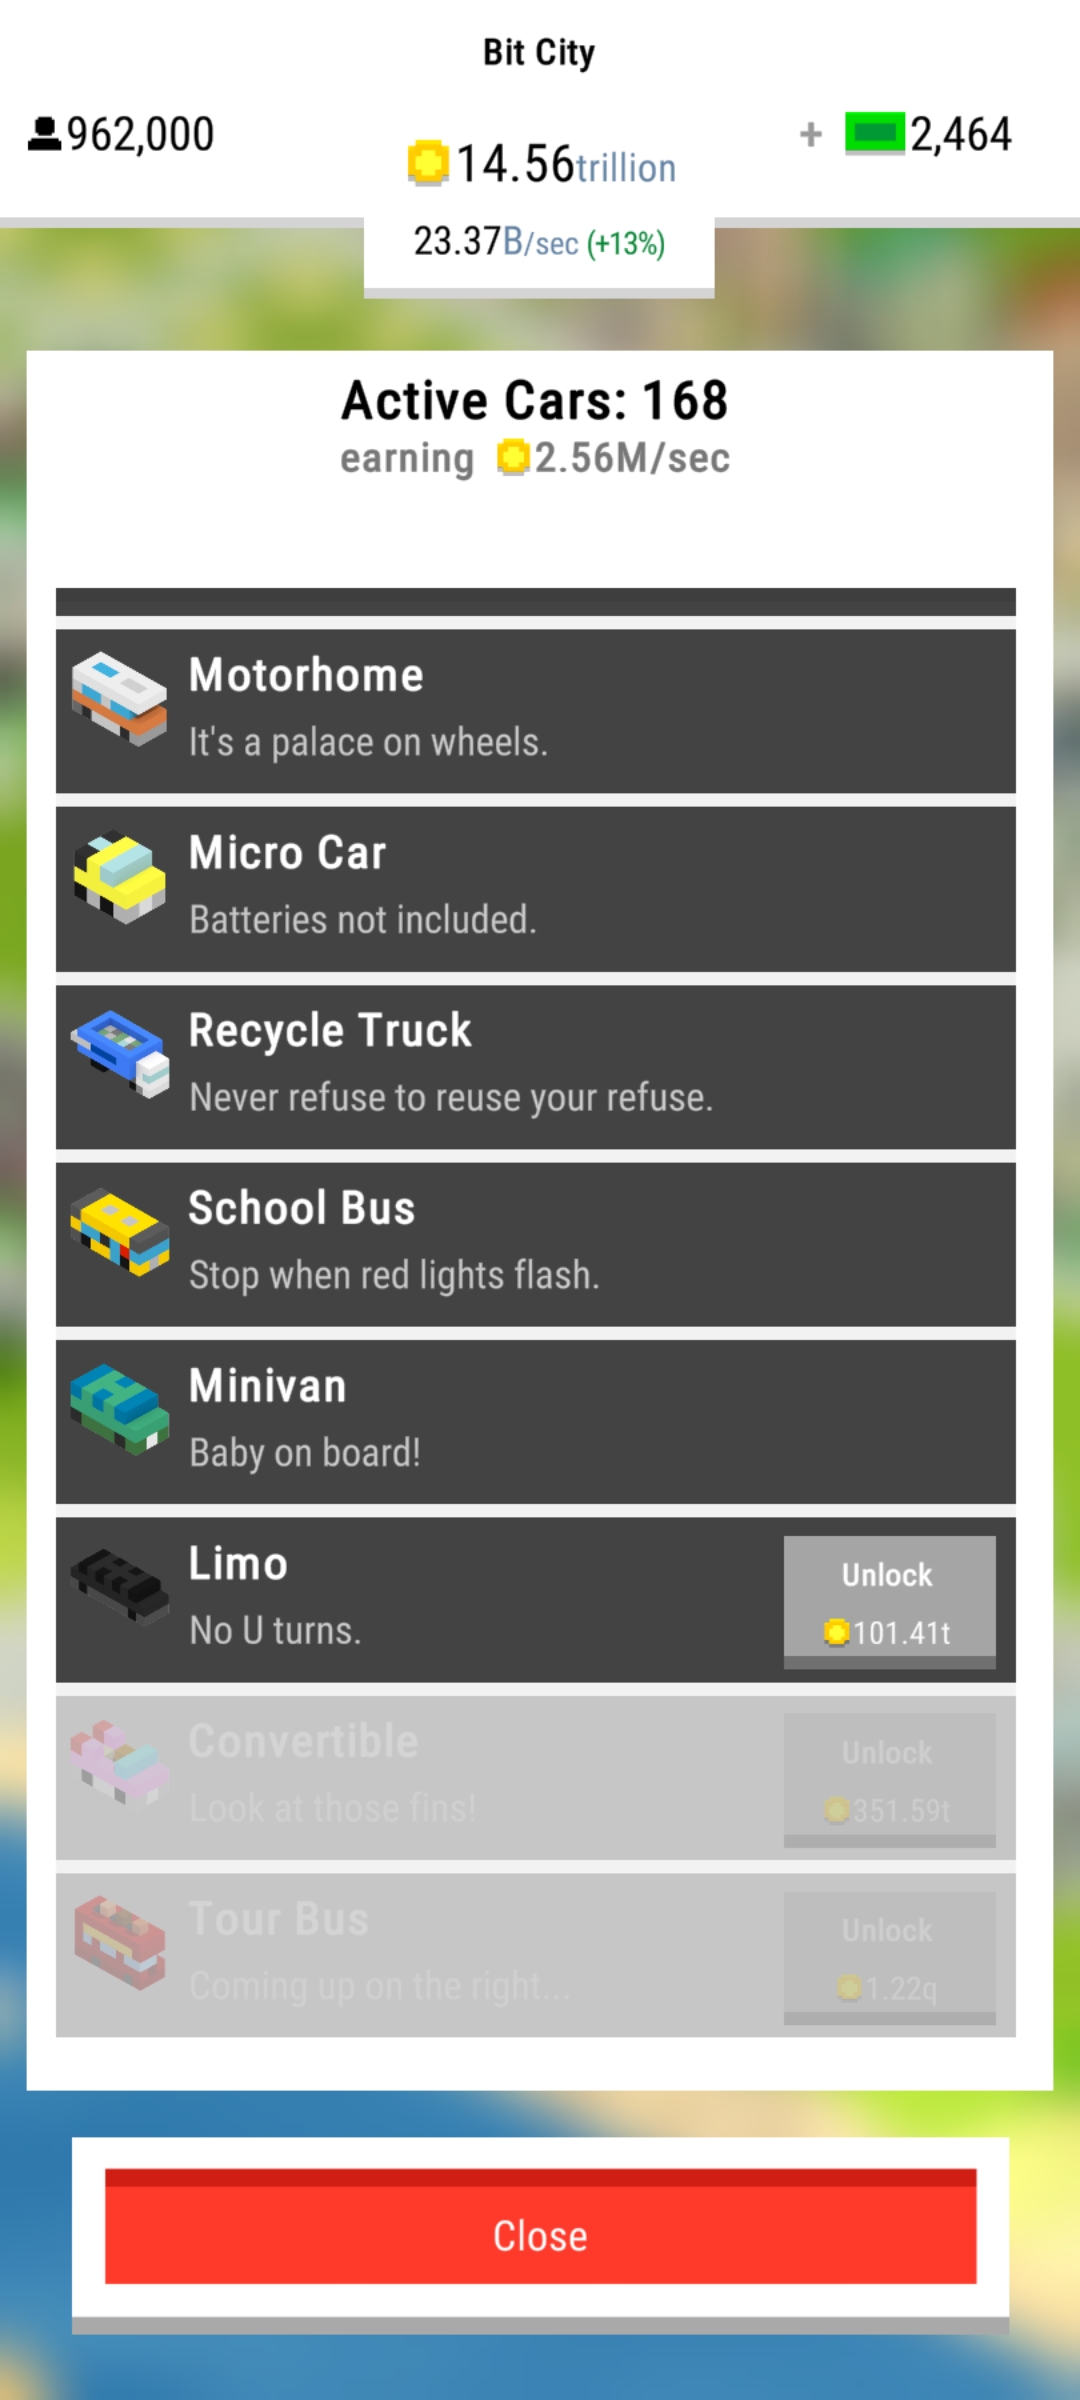 Bit City
962,000
14.56trillion
+ 2,464
23.37B/sec (+13%)
Active Cars: 168
earning 2.56M/sec
Motorhome
It's a palace on wheels.
Micro Car
Batteries not included.
Recycle Truck
Never refuse to reuse your refuse.
School Bus
Stop when red lights flash.
Minivan
Baby on board!
Limo
No U turns.
Unlock
101.41t
Convertible
Look at those fins!
Unlock
351.59t
Tour Bus
Coming up on the right...
Unlock
1.22q
Close